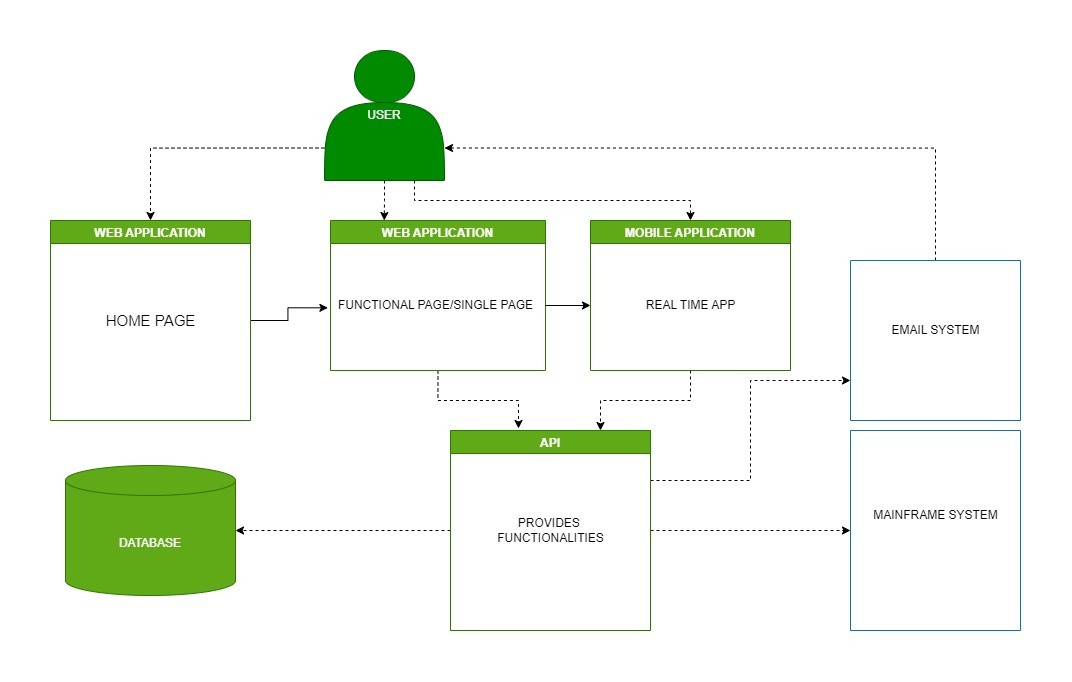 USER
WEB APPLICATION
HOME PAGE
WEB APPLICATION
FUNCTIONAL PAGE/SINGLE PAGE
MOBILE APPLICATION
REAL TIME APP
EMAIL SYSTEM
API
PROVIDES
FUNCTIONALITIES
MAINFRAME SYSTEM
DATABASE